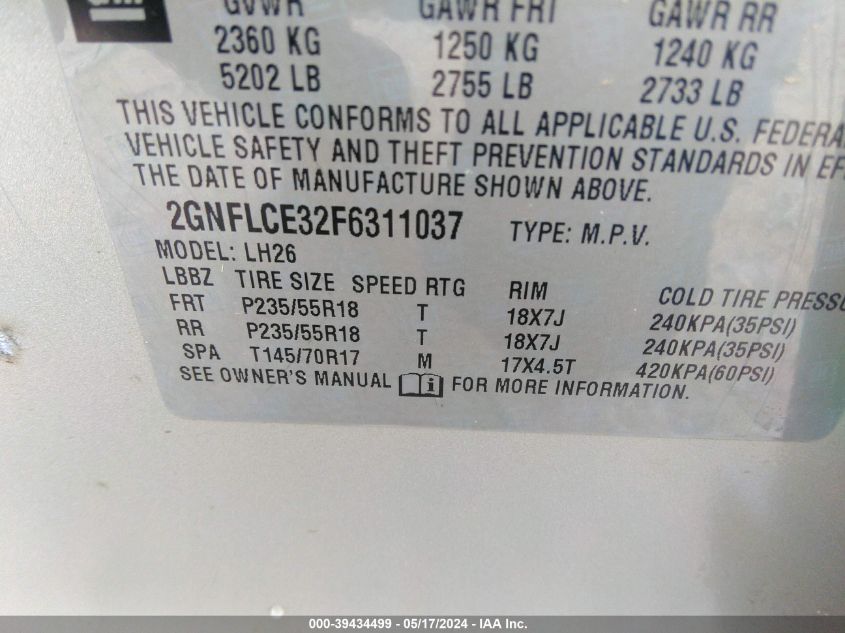 GM
GVWR GAWR FRT GAWR RR
2360 KG 1250 KG 1240 KG
5202 LB 2755 LB 2733 LB
THIS VEHICLE CONFORMS TO ALL APPLICABLE U.S. FEDERA
VEHICLE SAFETY AND THEFT PREVENTION STANDARDS IN EF
THE DATE OF MANUFACTURE SHOWN ABOVE.
2GNFLCE32F6311037 TYPE: M.P.V.
MODEL: LH26
LBBZ TIRE SIZE SPEED RTG RIM COLD TIRE PRESSU
FRT P235/55R18 T 18X7J 240KPA(35PSI)
RR P235/55R18 T 18X7J 240KPA(35PSI)
SPA T145/70R17 M 17X4.5T 420KPA(60PSI)
SEE OWNER'S MANUAL FOR MORE INFORMATION.
000-39434499 - 05/17/2024 - IAA Inc.